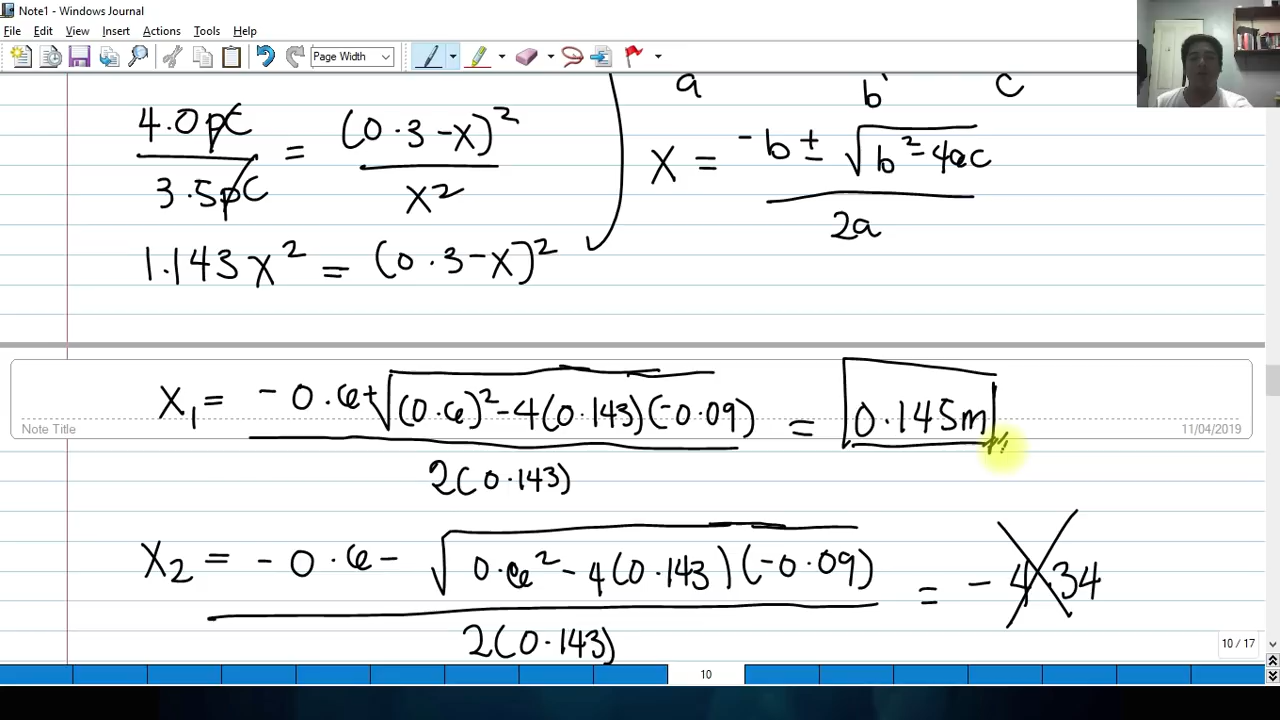 Note1 - Windows Journal
File Edit View Insert Actions Tools Help
Page Width
a b c
4.0pC / 3.5pC = (0.3-x)² / x²
x = -b ± √b²-4ac / 2a
1.143x² = (0.3-x)²
x₁ = -0.6+√(0.6)²-4(0.143)(-0.09) / 2(0.143) = 0.145m
Note Title 11/04/2019
x₂ = -0.6-√0.6²-4(0.143)(-0.09) / 2(0.143) = -4.34
10 / 17
10